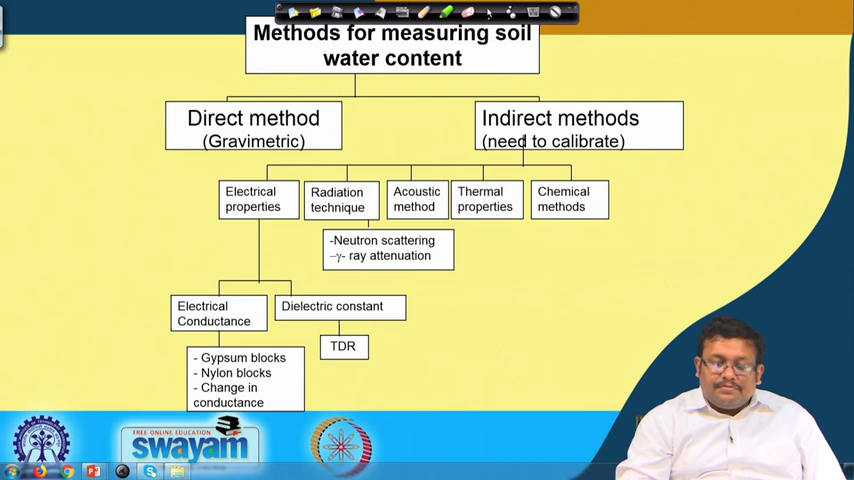 Methods for measuring soil
water content
Direct method
(Gravimetric)
Indirect methods
(need to calibrate)
Electrical
properties
Radiation
technique
Acoustic
method
Thermal
properties
Chemical
methods
-Neutron scattering
–γ- ray attenuation
Electrical
Conductance
Dielectric constant
TDR
- Gypsum blocks
- Nylon blocks
- Change in
conductance
FREE ONLINE EDUCATION
swayam